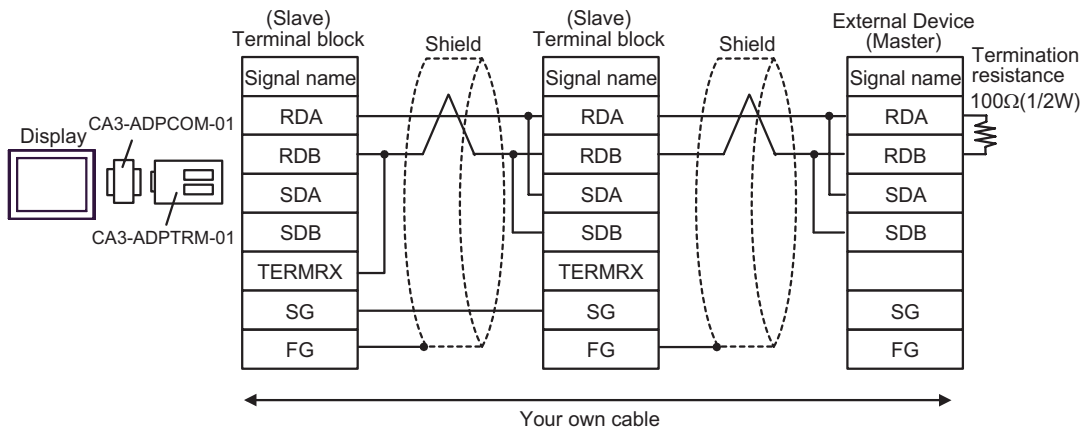 Display
CA3-ADPCOM-01
CA3-ADPTRM-01
(Slave)
Terminal block
Signal name
RDA
RDB
SDA
SDB
TERMRX
SG
FG
Shield
(Slave)
Terminal block
Signal name
RDA
RDB
SDA
SDB
TERMRX
SG
FG
Shield
External Device
(Master)
Signal name
RDA
RDB
SDA
SDB
SG
FG
Termination
resistance
100Ω(1/2W)
Your own cable